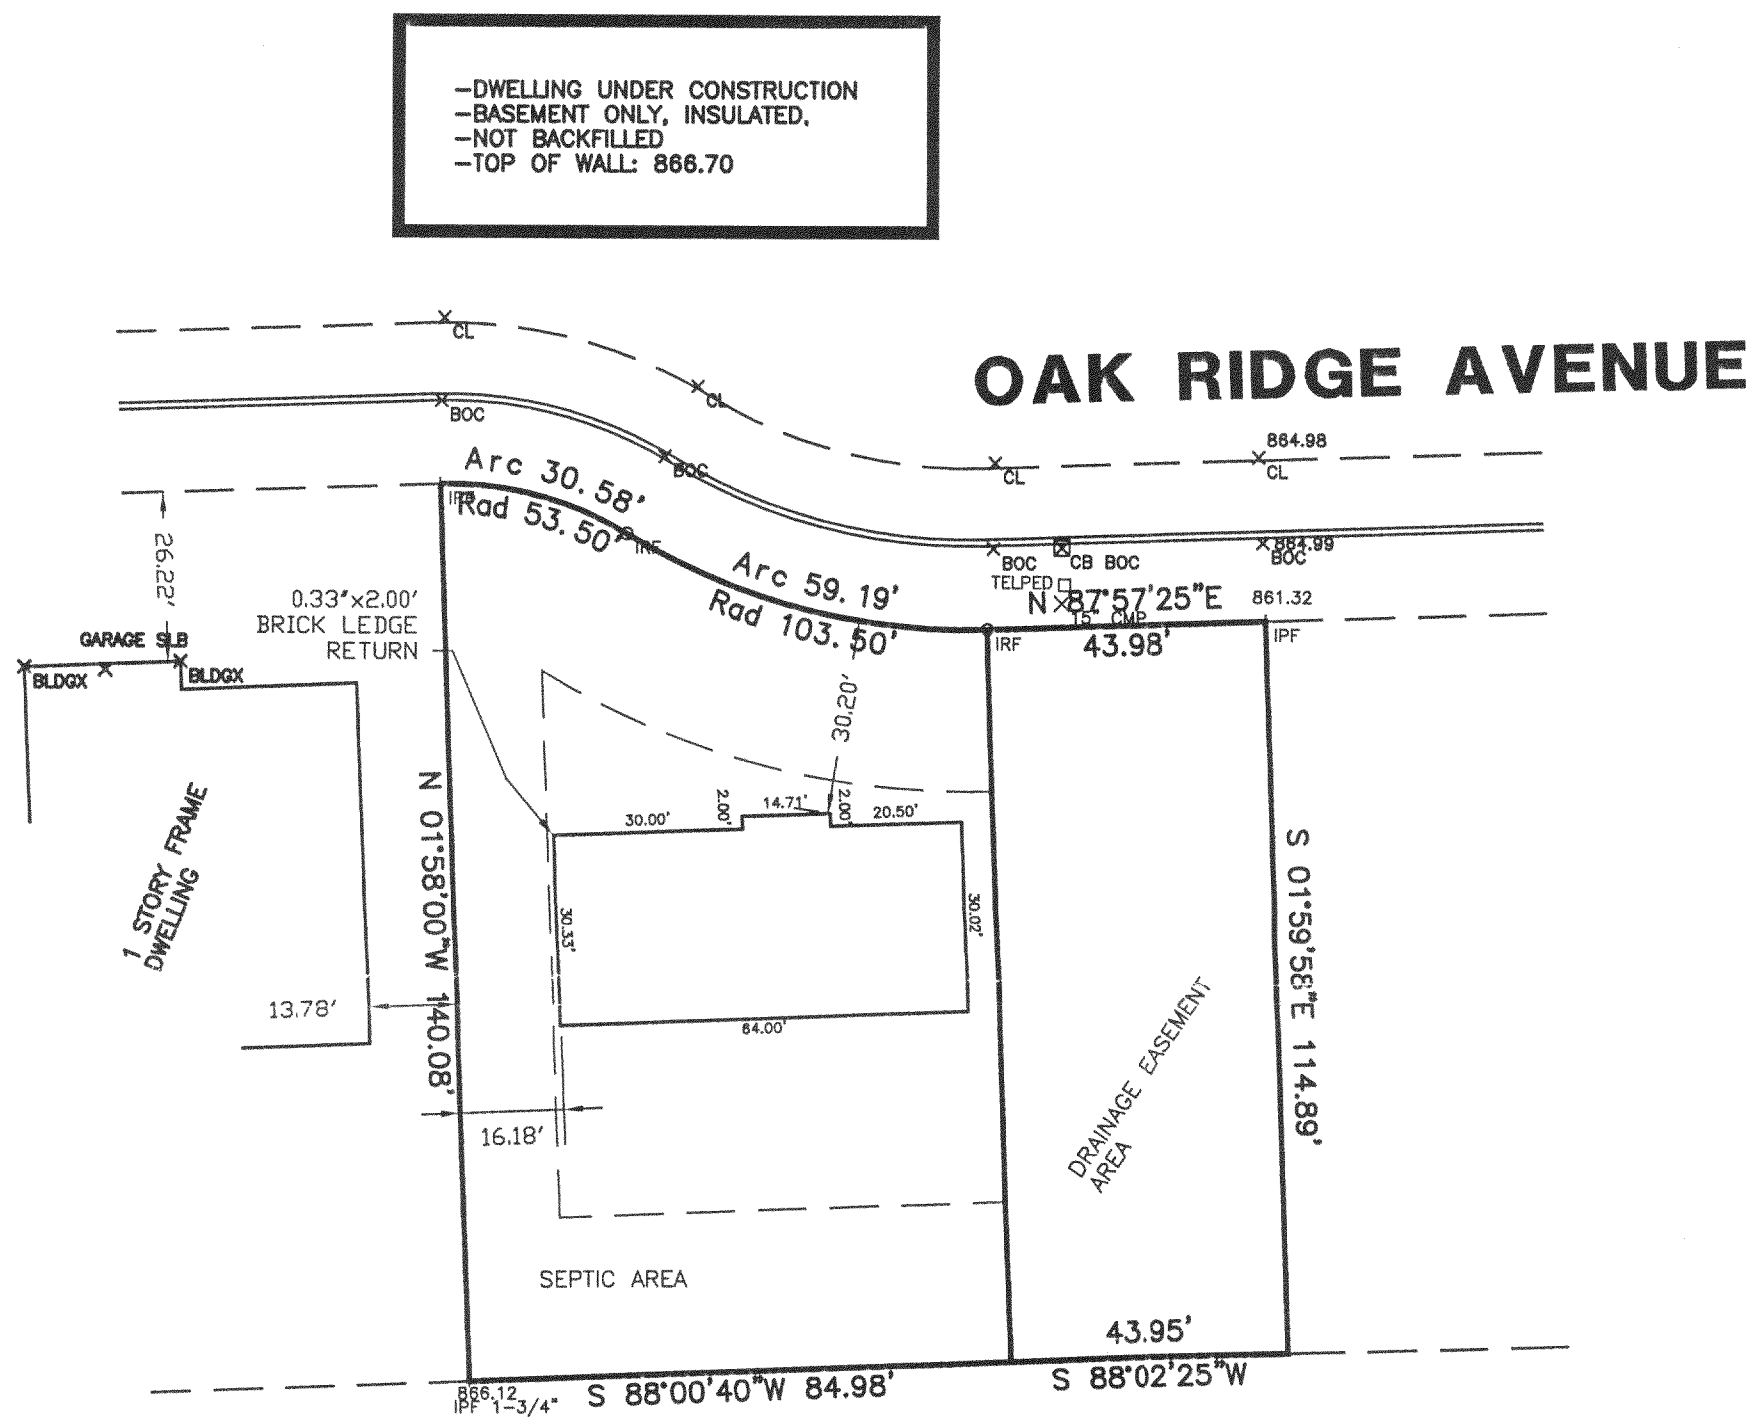 -DWELLING UNDER CONSTRUCTION
-BASEMENT ONLY, INSULATED,
-NOT BACKFILLED
-TOP OF WALL: 866.70
OAK RIDGE AVENUE
CL
CL
CL
864.98
CL
BOC
BOC
BOC
CB BOC
864.99
BOC
Arc 30.58'
Rad 53.50'
IRF
Arc 59.19'
Rad 103.50'
TELPED
N 87°57'25"E
15" CMP
43.98'
861.32
IPF
IRF
26.22'
0.33'x2.00'
BRICK LEDGE
RETURN
GARAGE SLB
BLDGX
BLDGX
30.20'
1 STORY FRAME
DWELLING
N 01°58'00"W 140.08'
30.00'
2.00'
14.71'
2.00'
20.50'
30.33'
30.02'
64.00'
S 01°59'58"E 114.89'
13.78'
16.18'
DRAINAGE EASEMENT
AREA
SEPTIC AREA
43.95'
S 88°02'25"W
866.12
IPF 1-3/4"
S 88°00'40"W 84.98'